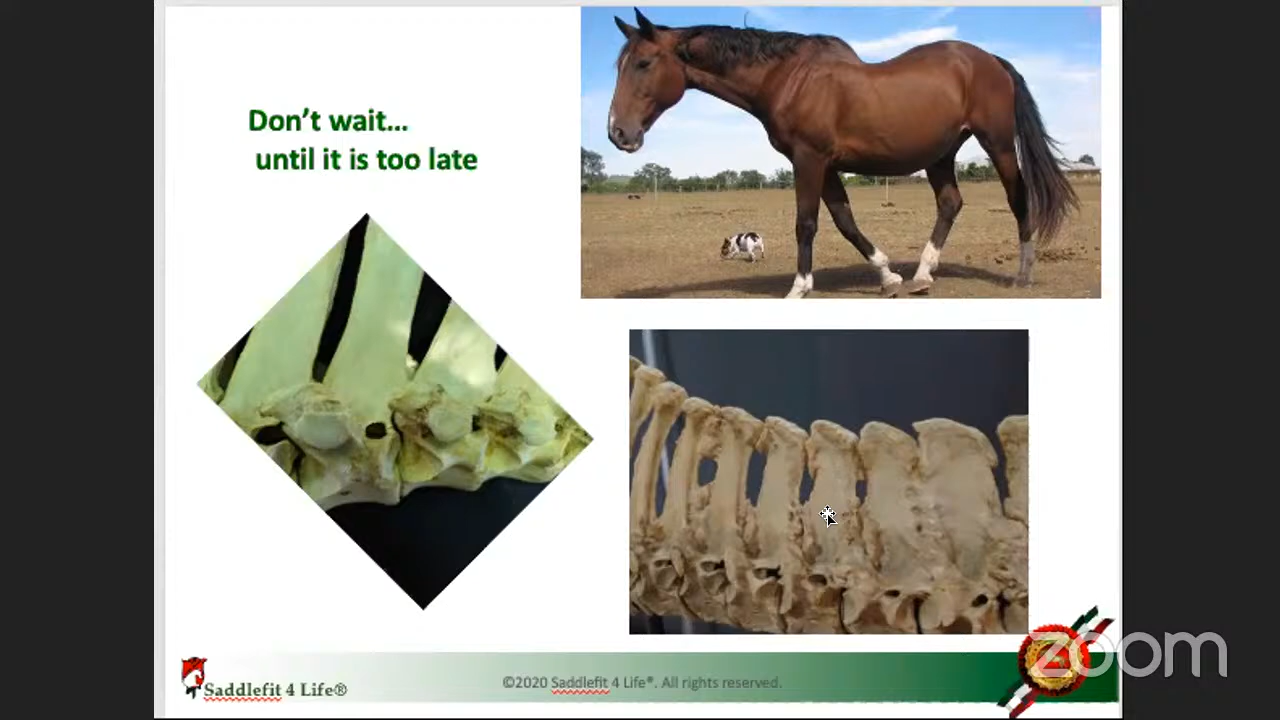 Don't wait...
until it is too late
Saddlefit 4 Life®
©2020 Saddlefit 4 Life®. All rights reserved.
zoom